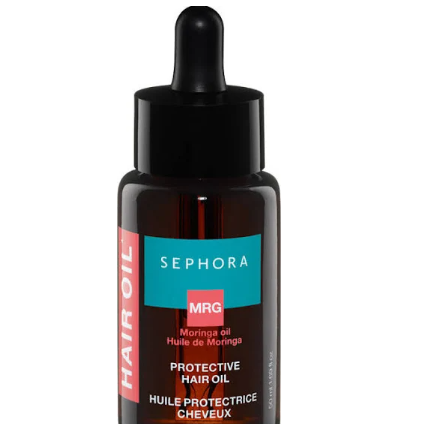 HAIR OIL
SEPHORA
MRG
Moringa oil
Huile de Moringa
PROTECTIVE
HAIR OIL
HUILE PROTECTRICE
CHEVEUX